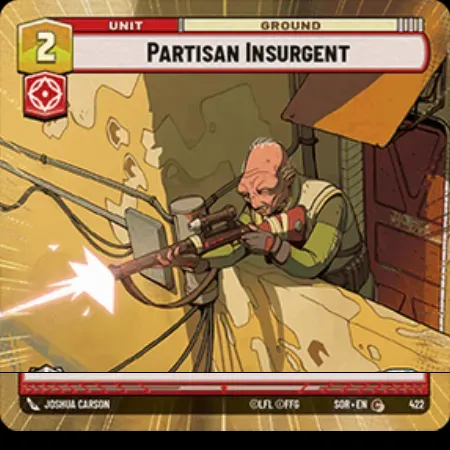 UNIT
GROUND
2
PARTISAN INSURGENT
JOSHUA CARSON
©LFL ©FFG
SOR • EN
C
422